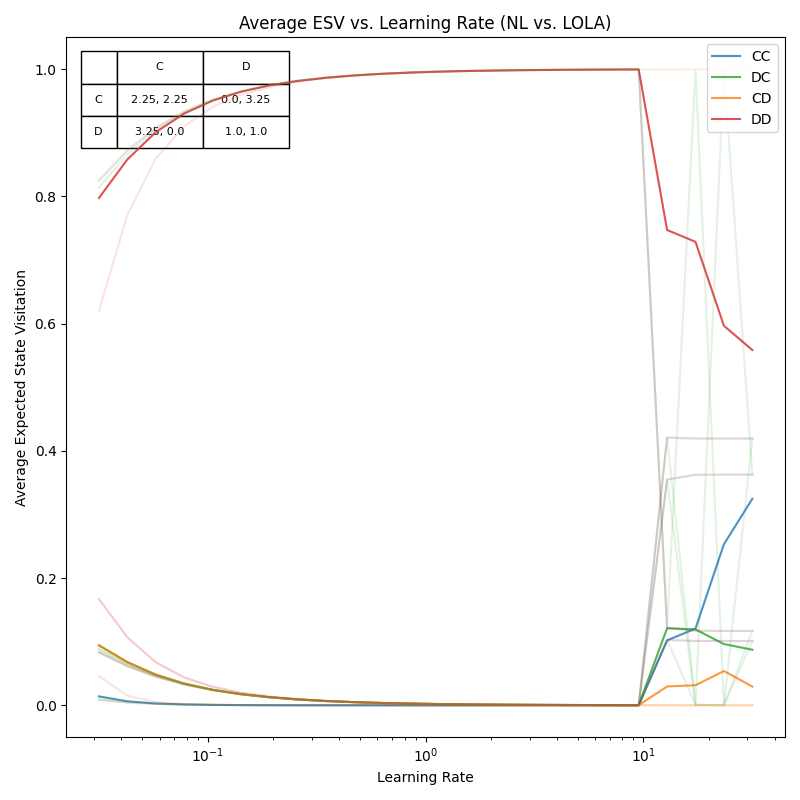 Average ESV vs. Learning Rate (NL vs. LOLA)
C D
C 2.25, 2.25 0.0, 3.25
D 3.25, 0.0 1.0, 1.0
CC
DC
CD
DD
Average Expected State Visitation
1.0
0.8
0.6
0.4
0.2
0.0
10⁻¹ 10⁰ 10¹
Learning Rate